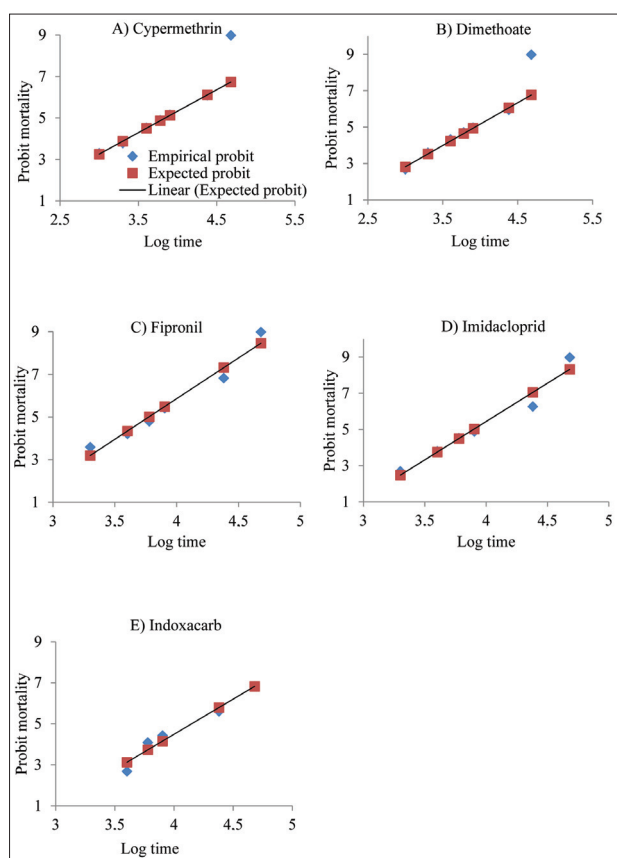 A) Cypermethrin
9
7
5
3
1
Probit mortality
Empirical probit
Expected probit
Linear (Expected probit)
2.5 3.5 4.5 5.5
Log time
B) Dimethoate
9
7
5
3
1
Probit mortality
2.5 3.5 4.5 5.5
Log time
C) Fipronil
9
7
5
3
1
Probit mortality
3 3.5 4 4.5 5
Log time
D) Imidacloprid
9
7
5
3
1
Probit mortality
3 3.5 4 4.5 5
Log time
E) Indoxacarb
9
7
5
3
1
Probit mortality
3 3.5 4 4.5 5
Log time